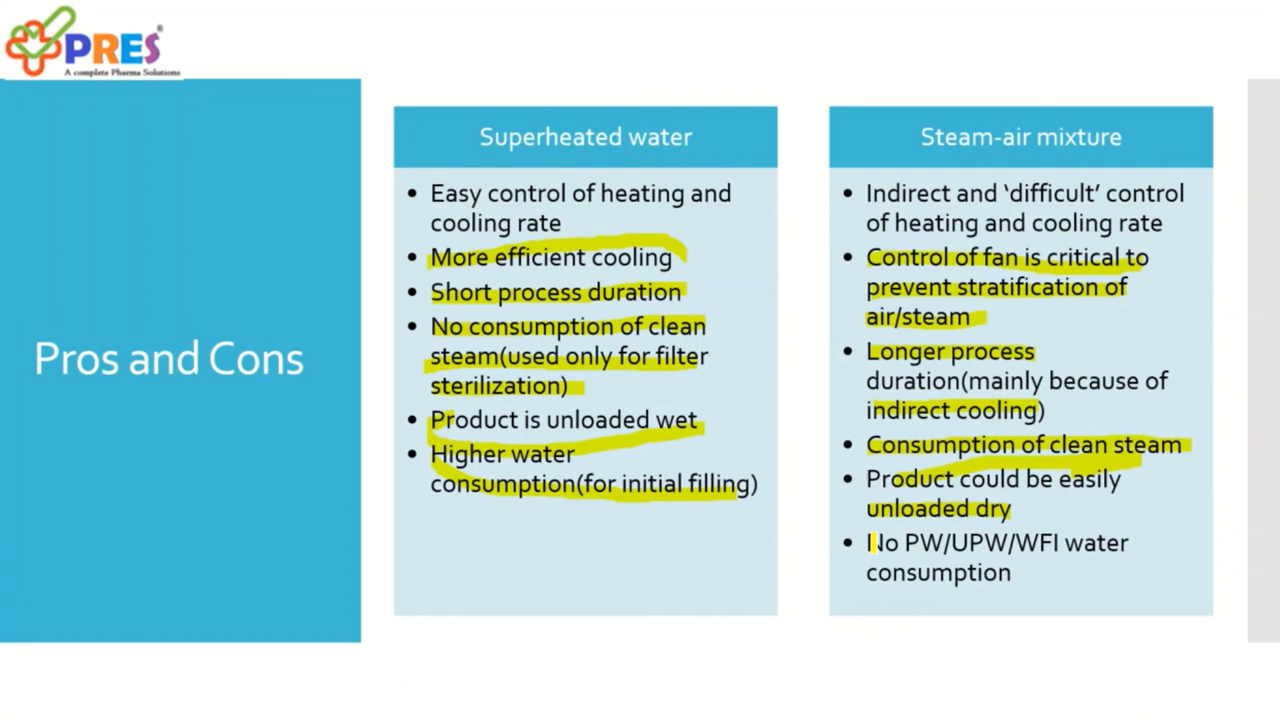 PRES®
A complete Pharma Solutions
Pros and Cons
Superheated water
• Easy control of heating and
cooling rate
• More efficient cooling
• Short process duration
• No consumption of clean
steam(used only for filter
sterilization)
• Product is unloaded wet
• Higher water
consumption(for initial filling)
Steam-air mixture
• Indirect and ‘difficult’ control
of heating and cooling rate
• Control of fan is critical to
prevent stratification of
air/steam
• Longer process
duration(mainly because of
indirect cooling)
• Consumption of clean steam
• Product could be easily
unloaded dry
• No PW/UPW/WFI water
consumption